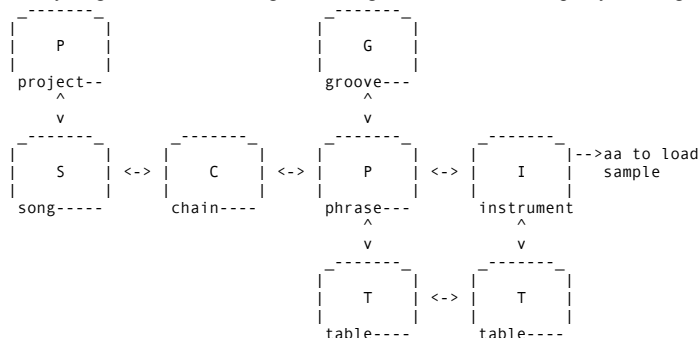 P G
project-- groove---
^ ^
v v
-->aa to load
S <-> C <-> P <-> I sample
song----- chain---- phrase--- instrument
^ ^
v v
T <-> T
table---- table----